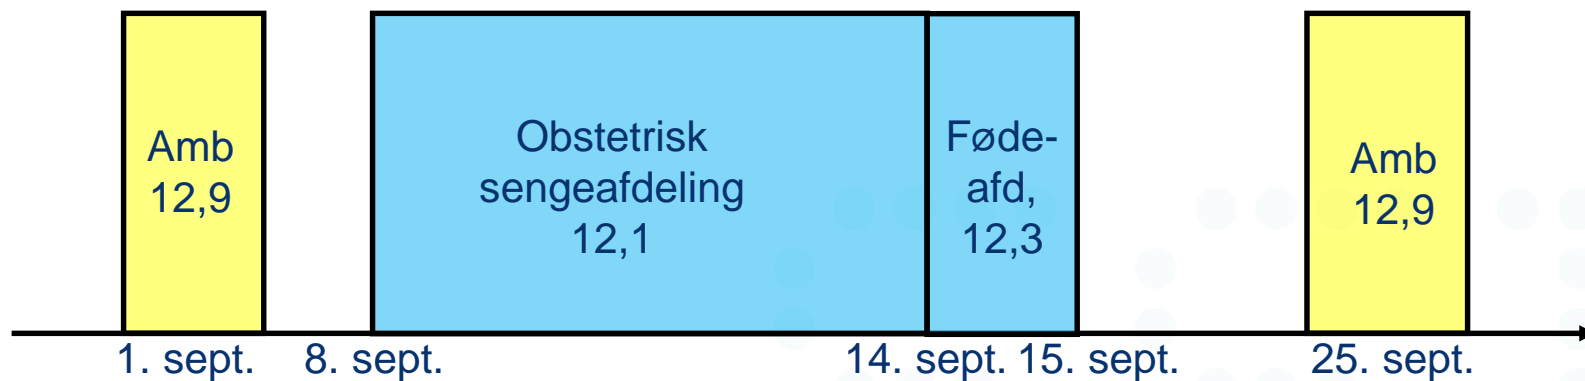 Amb
12,9
Obstetrisk
sengeafdeling
12,1
Føde-
afd,
12,3
Amb
12,9
1. sept.
8. sept.
14. sept.
15. sept.
25. sept.